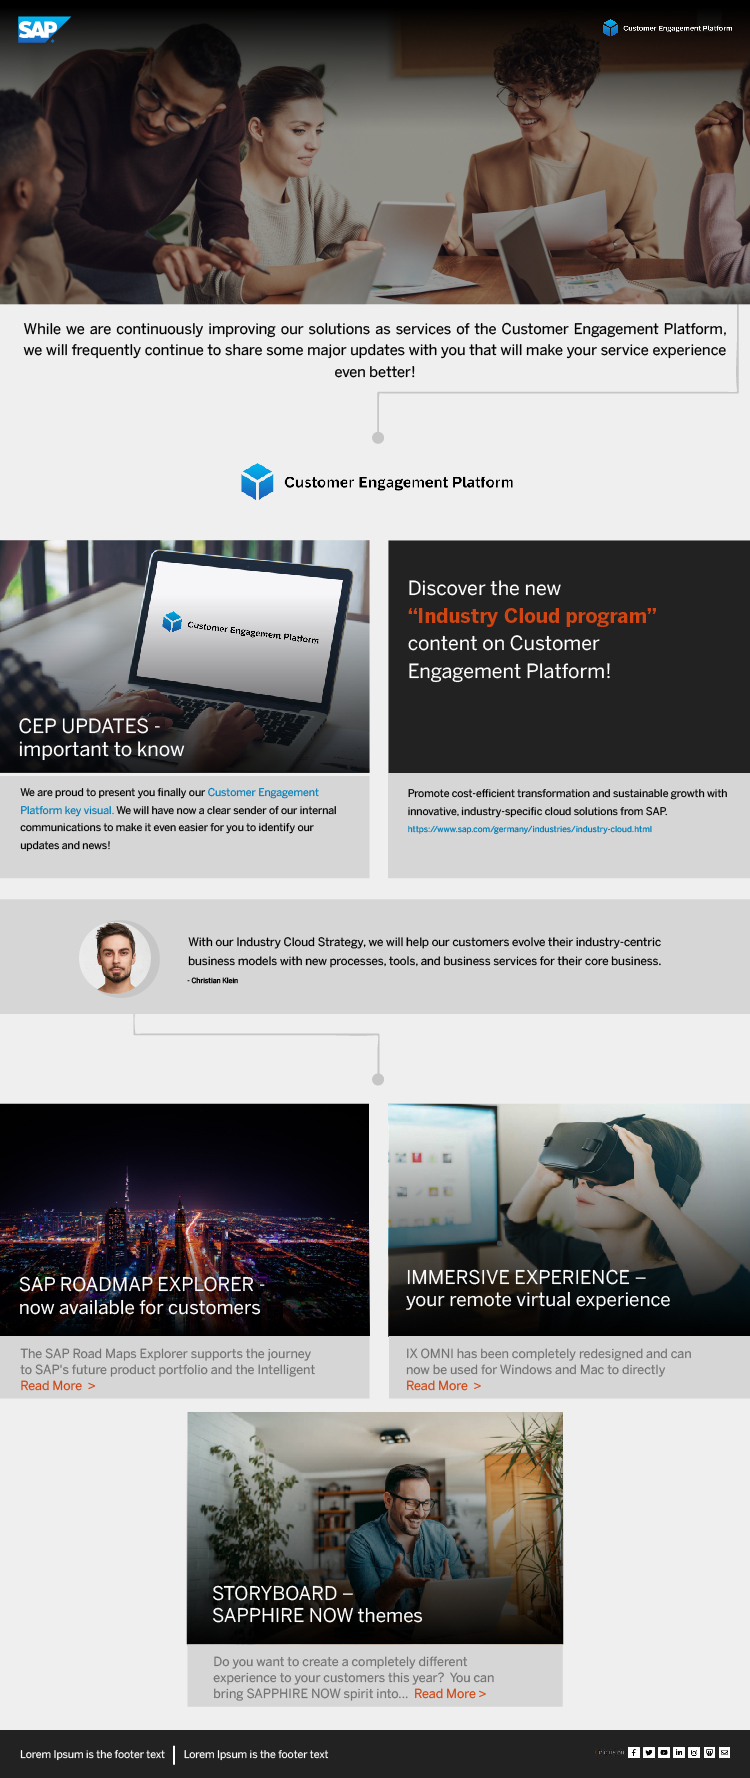 SAP
Customer Engagement Platform
While we are continuously improving our solutions as services of the Customer Engagement Platform,
we will frequently continue to share some major updates with you that will make your service experience
even better!
Customer Engagement Platform
Customer Engagement Platform
CEP UPDATES -
important to know
We are proud to present you finally our Customer Engagement
Platform key visual. We will have now a clear sender of our internal
communications to make it even easier for you to identify our
updates and news!
Discover the new
“Industry Cloud program”
content on Customer
Engagement Platform!
Promote cost-efficient transformation and sustainable growth with
innovative, industry-specific cloud solutions from SAP.
https://www.sap.com/germany/industries/industry-cloud.html
With our Industry Cloud Strategy, we will help our customers evolve their industry-centric
business models with new processes, tools, and business services for their core business.
- Christian Klein
SAP ROADMAP EXPLORER -
now available for customers
The SAP Road Maps Explorer supports the journey
to SAP's future product portfolio and the Intelligent
Read More >
IMMERSIVE EXPERIENCE –
your remote virtual experience
IX OMNI has been completely redesigned and can
now be used for Windows and Mac to directly
Read More >
STORYBOARD –
SAPPHIRE NOW themes
Do you want to create a completely different
experience to your customers this year? You can
bring SAPPHIRE NOW spirit into... Read More >
Lorem Ipsum is the footer text | Lorem Ipsum is the footer text